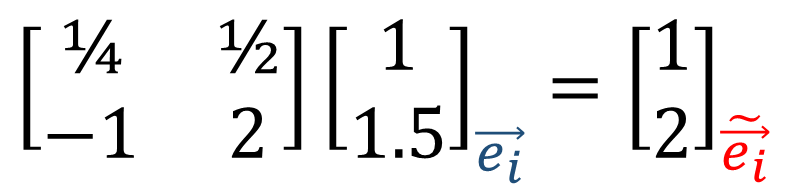 [¼ ½] [1] = [1]
[−1 2] [1.5] e⃗ᵢ [2] ẽ⃗ᵢ